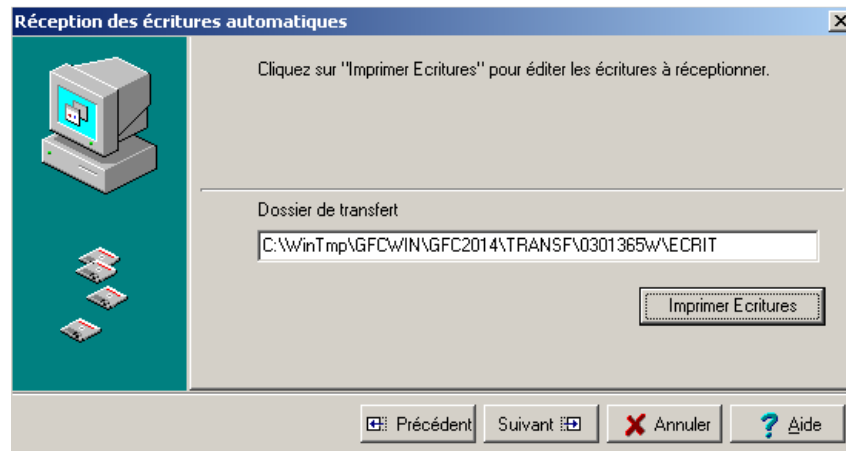 Réception des écritures automatiques
Cliquez sur "Imprimer Ecritures" pour éditer les écritures à réceptionner.
Dossier de transfert
C:\WinTmp\GFCWIN\GFC2014\TRANSF\0301365W\ECRIT
Imprimer Ecritures
Précédent Suivant Annuler Aide